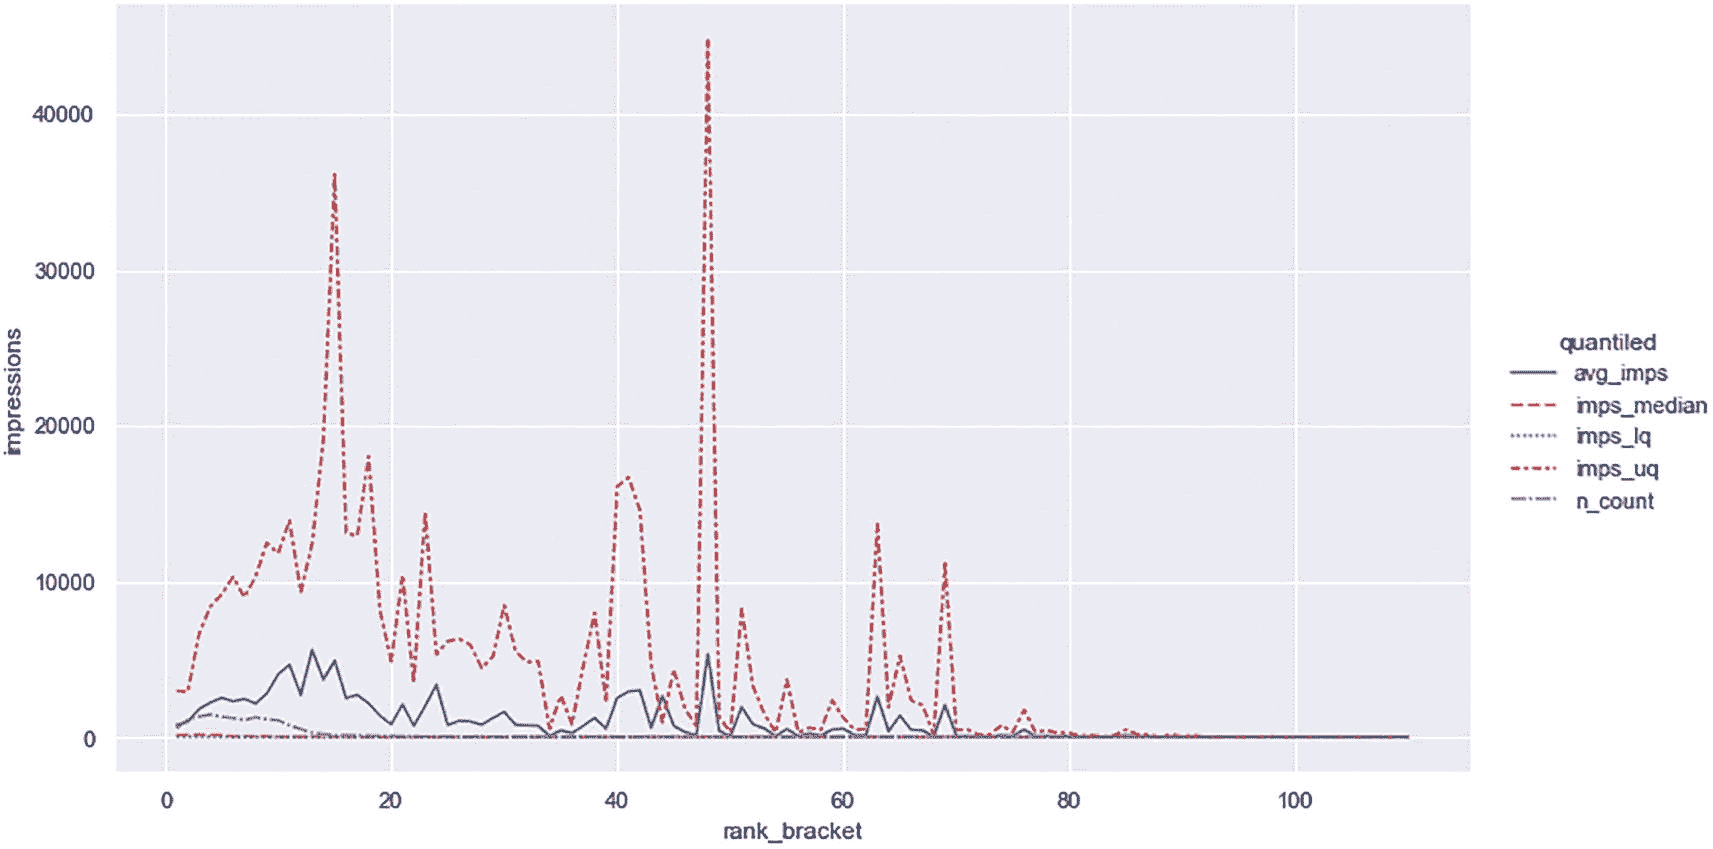 40000
30000
20000
10000
0
impressions
0 20 40 60 80 100
rank_bracket
quantiled
avg_imps
imps_median
imps_lq
imps_uq
n_count